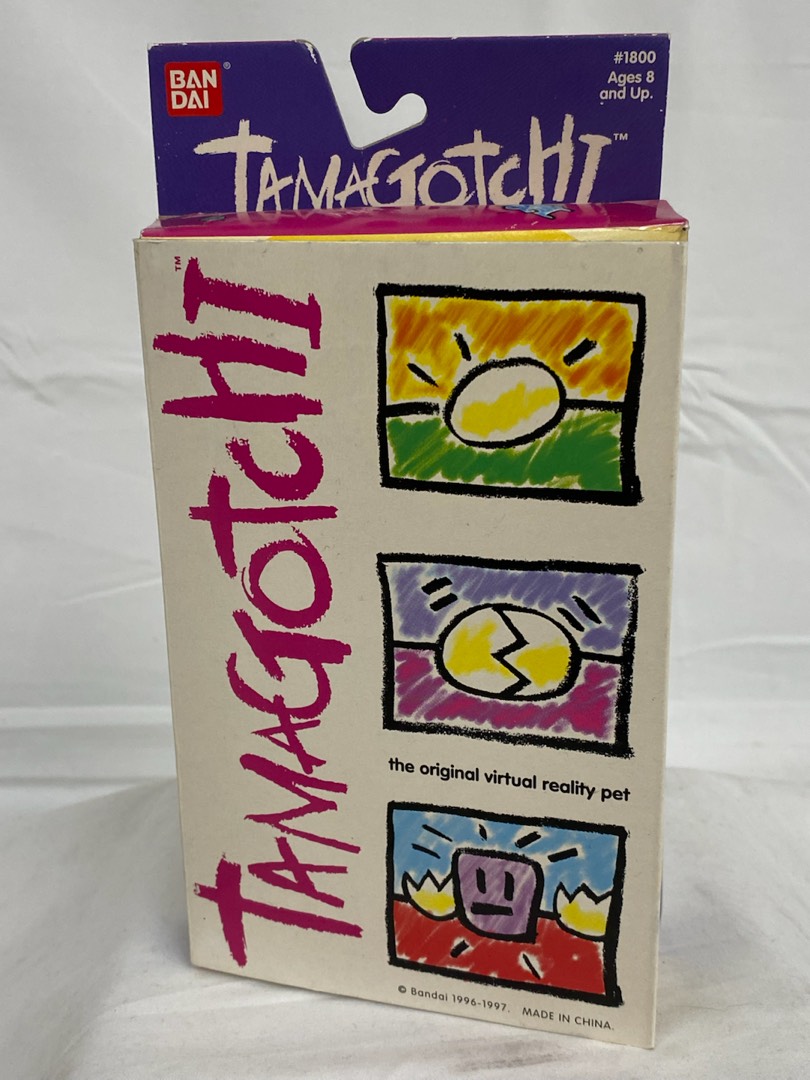 BAN
DAI®
#1800
Ages 8
and Up.
TAMAGOTCHI™
TAMAGOTCHI™
the original virtual reality pet
© Bandai 1996-1997. MADE IN CHINA.